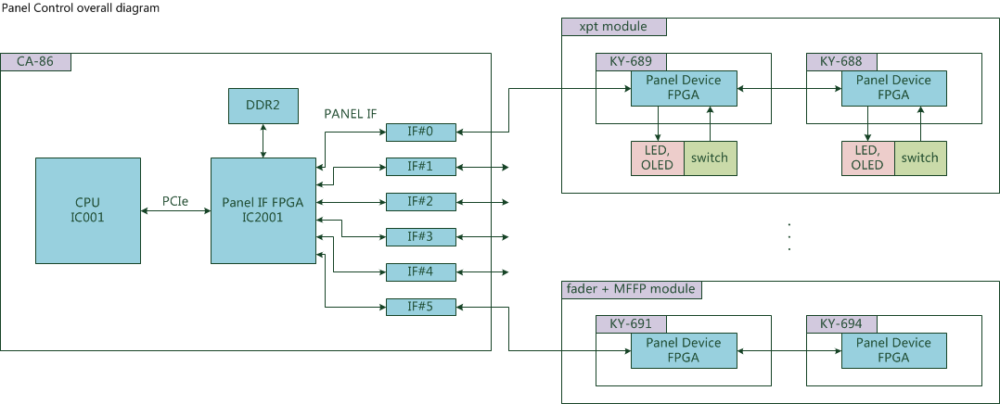 Panel Control overall diagram
xpt module
CA-86
KY-689
KY-688
Panel Device
FPGA
Panel Device
FPGA
DDR2
PANEL IF
IF#0
LED,
OLED
switch
LED,
OLED
switch
IF#1
CPU
IC001
PCIe
Panel IF FPGA
IC2001
IF#2
IF#3
IF#4
IF#5
fader + MFFP module
KY-691
KY-694
Panel Device
FPGA
Panel Device
FPGA